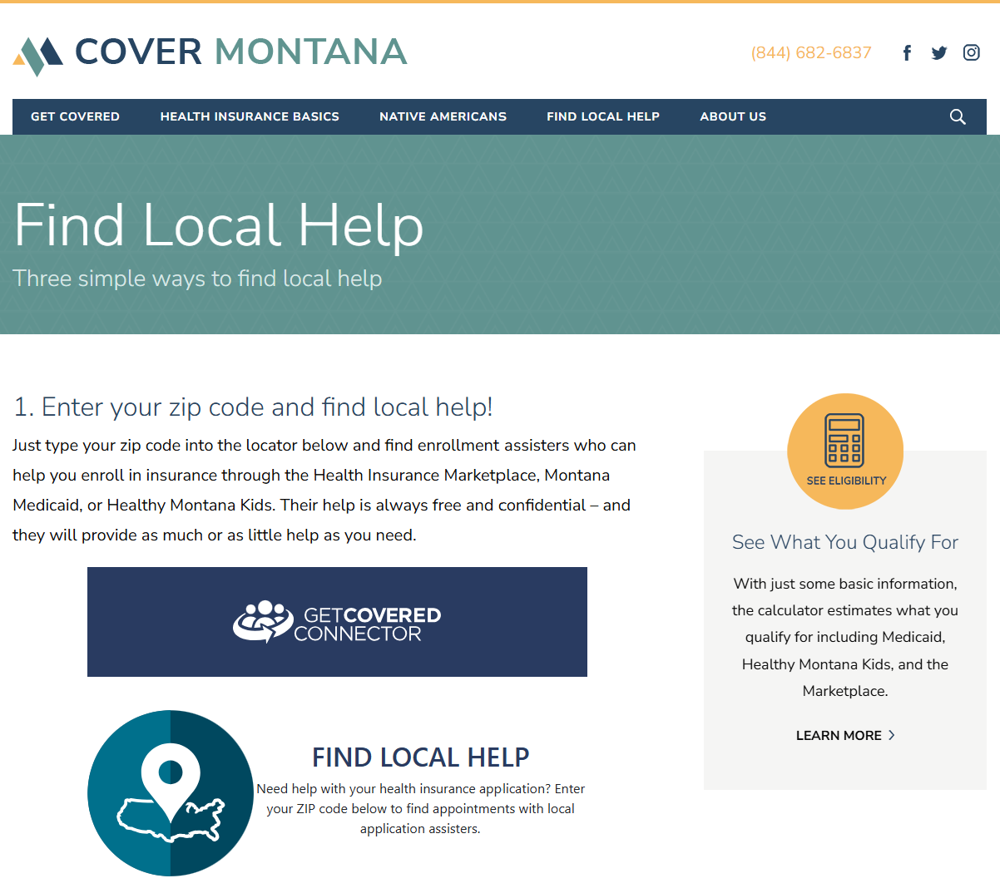 COVER MONTANA
(844) 682-6837
GET COVERED
HEALTH INSURANCE BASICS
NATIVE AMERICANS
FIND LOCAL HELP
ABOUT US
Find Local Help
Three simple ways to find local help
1. Enter your zip code and find local help!
Just type your zip code into the locator below and find enrollment assisters who can
help you enroll in insurance through the Health Insurance Marketplace, Montana
Medicaid, or Healthy Montana Kids. Their help is always free and confidential – and
they will provide as much or as little help as you need.
GETCOVERED
CONNECTOR
FIND LOCAL HELP
Need help with your health insurance application? Enter
your ZIP code below to find appointments with local
application assisters.
SEE ELIGIBILITY
See What You Qualify For
With just some basic information,
the calculator estimates what you
qualify for including Medicaid,
Healthy Montana Kids, and the
Marketplace.
LEARN MORE